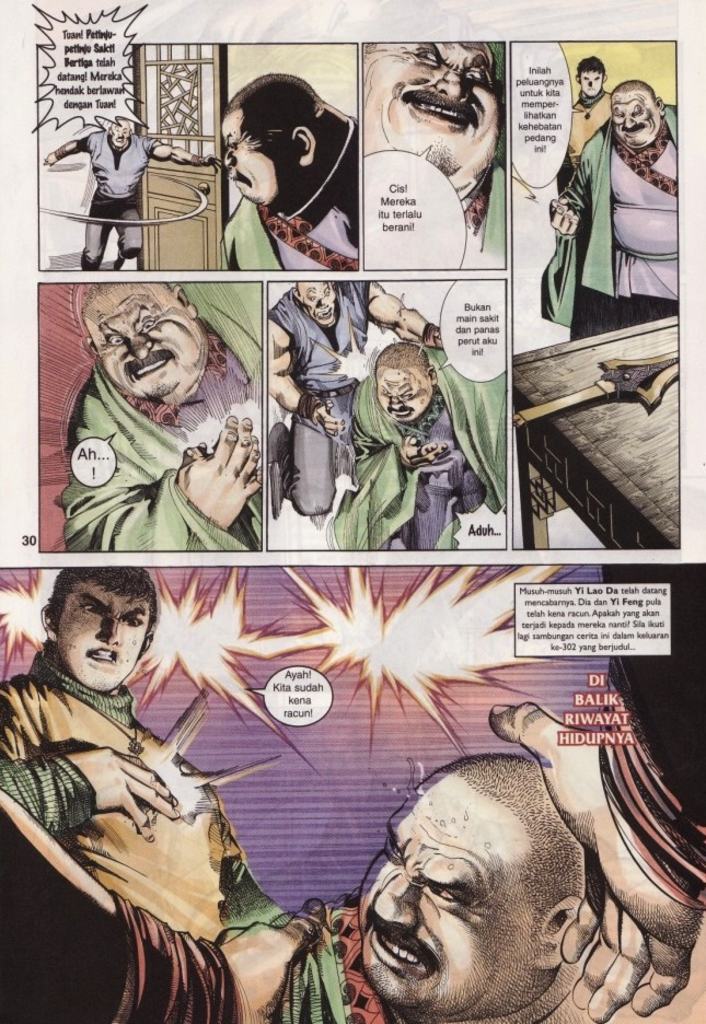 Tuan! Petinju-
petinju Sakti
Bertiga telah
datang! Mereka
hendak berlawan
dengan Tuan!
Cis!
Mereka
itu terlalu
berani!
Inilah
peluangnya
untuk kita
memper-
lihatkan
kehebatan
pedang
ini!
Ah...
!
Bukan
main sakit
dan panas
perut aku
ini!
Aduh...
30
Musuh-musuh Yi Lao Da telah datang
mencabarnya. Dia dan Yi Feng pula
telah kena racun. Apakah yang akan
terjadi kepada mereka nanti? Sila ikuti
lagi sambungan cerita ini dalam keluaran
ke-302 yang berjudul...
Ayah!
Kita sudah
kena
racun!
DI
BALIK
RIWAYAT
HIDUPNYA